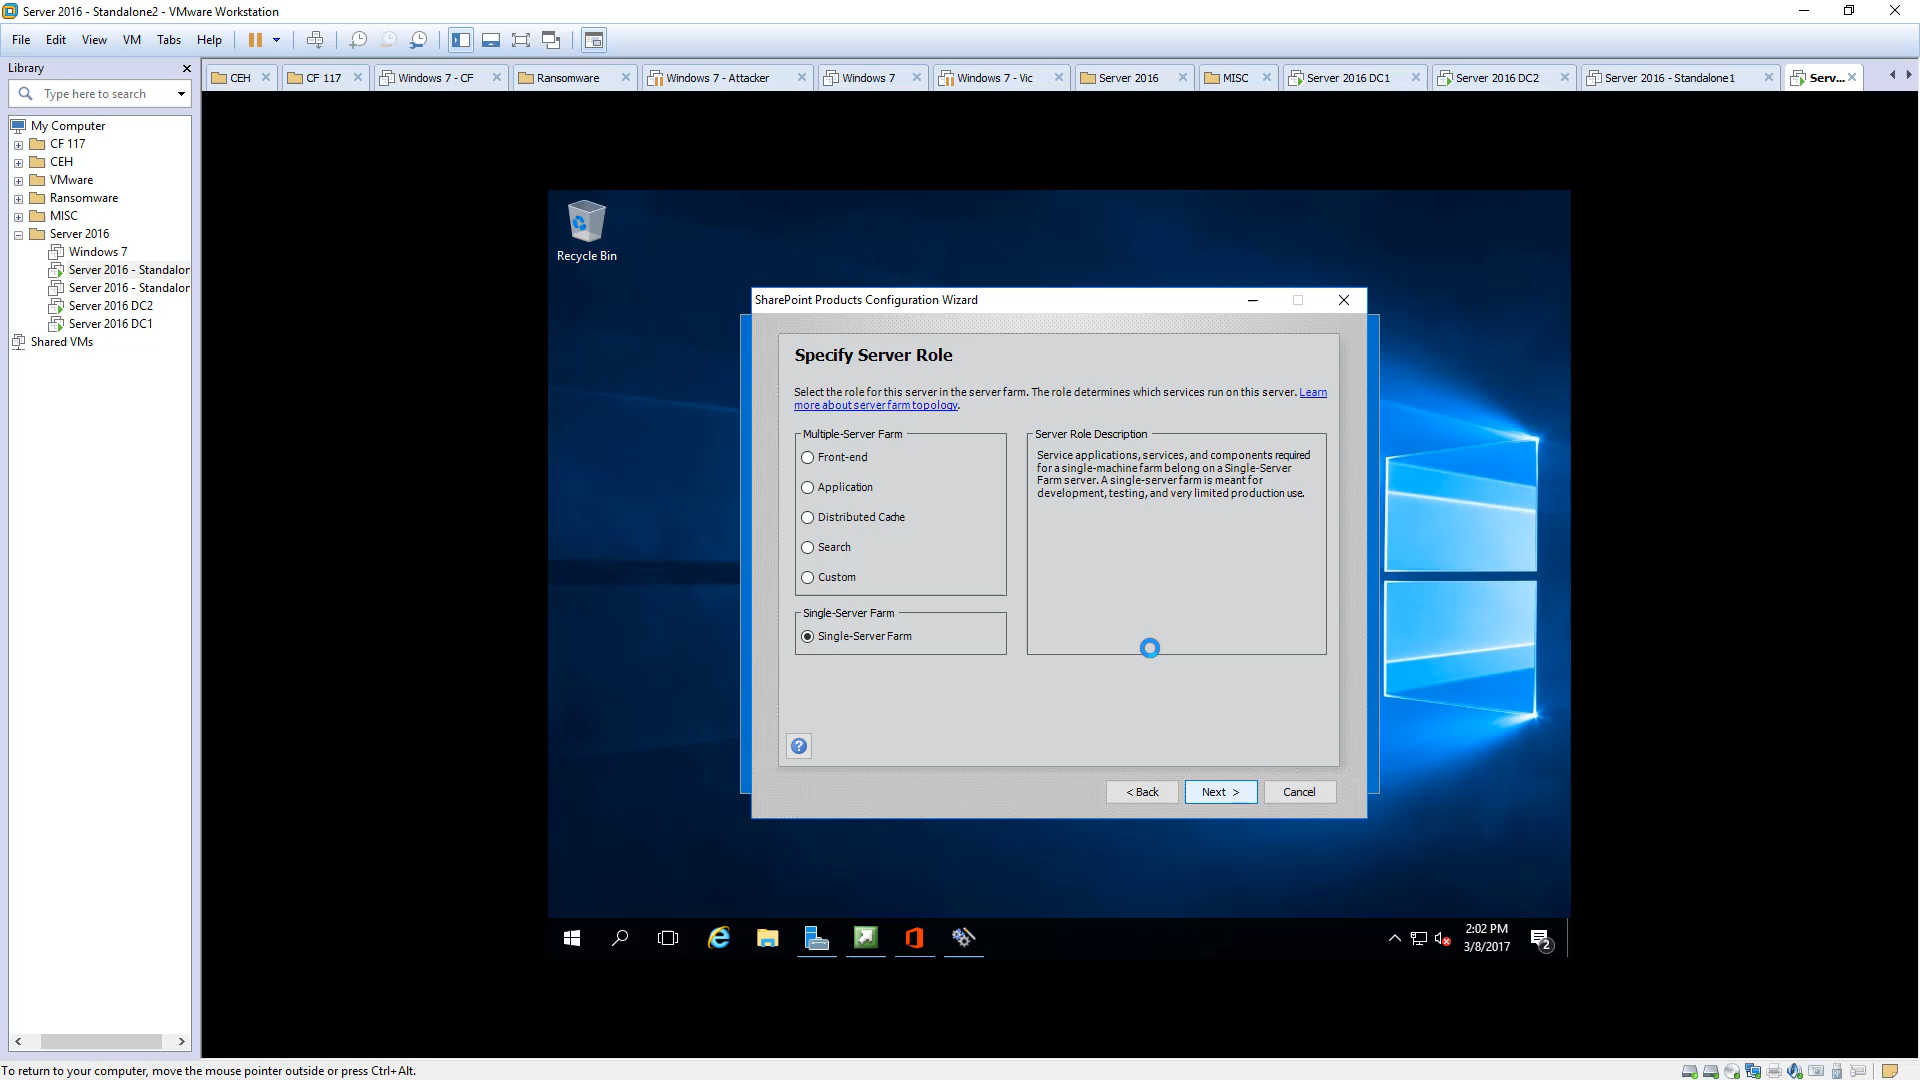 Server 2016 - Standalone2 - VMware Workstation
File Edit View VM Tabs Help
Library
Type here to search
CEH
CF 117
Windows 7 - CF
Ransomware
Windows 7 - Attacker
Windows 7
Windows 7 - Vic
Server 2016
MISC
Server 2016 DC1
Server 2016 DC2
Server 2016 - Standalone1
Serv...
My Computer
CF 117
CEH
VMware
Ransomware
MISC
Server 2016
Windows 7
Server 2016 - Standalor
Server 2016 - Standalor
Server 2016 DC2
Server 2016 DC1
Shared VMs
Recycle Bin
SharePoint Products Configuration Wizard
Specify Server Role
Select the role for this server in the server farm. The role determines which services run on this server. Learn
more about server farm topology.
Multiple-Server Farm
Front-end
Application
Distributed Cache
Search
Custom
Single-Server Farm
Single-Server Farm
Server Role Description
Service applications, services, and components required
for a single-machine farm belong on a Single-Server
Farm server. A single-server farm is meant for
development, testing, and very limited production use.
< Back
Next >
Cancel
2:02 PM
3/8/2017
2
To return to your computer, move the mouse pointer outside or press Ctrl+Alt.